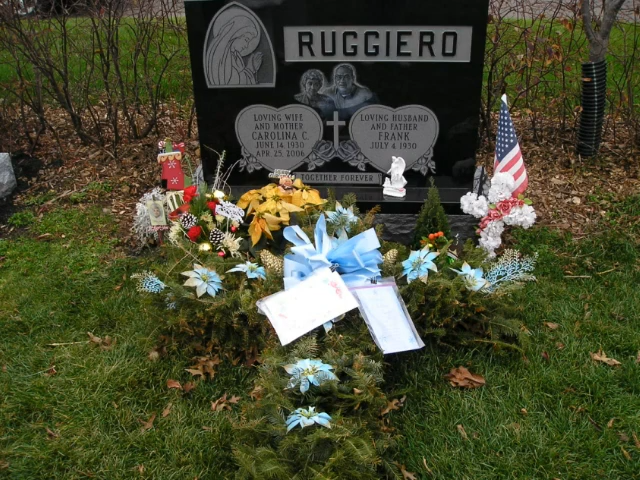 RUGGIERO
LOVING WIFE
AND MOTHER
CAROLINA C.
JUNE 14 1930
APR. 25, 2006
LOVING HUSBAND
AND FATHER
FRANK
JULY 4, 1930
TOGETHER FOREVER